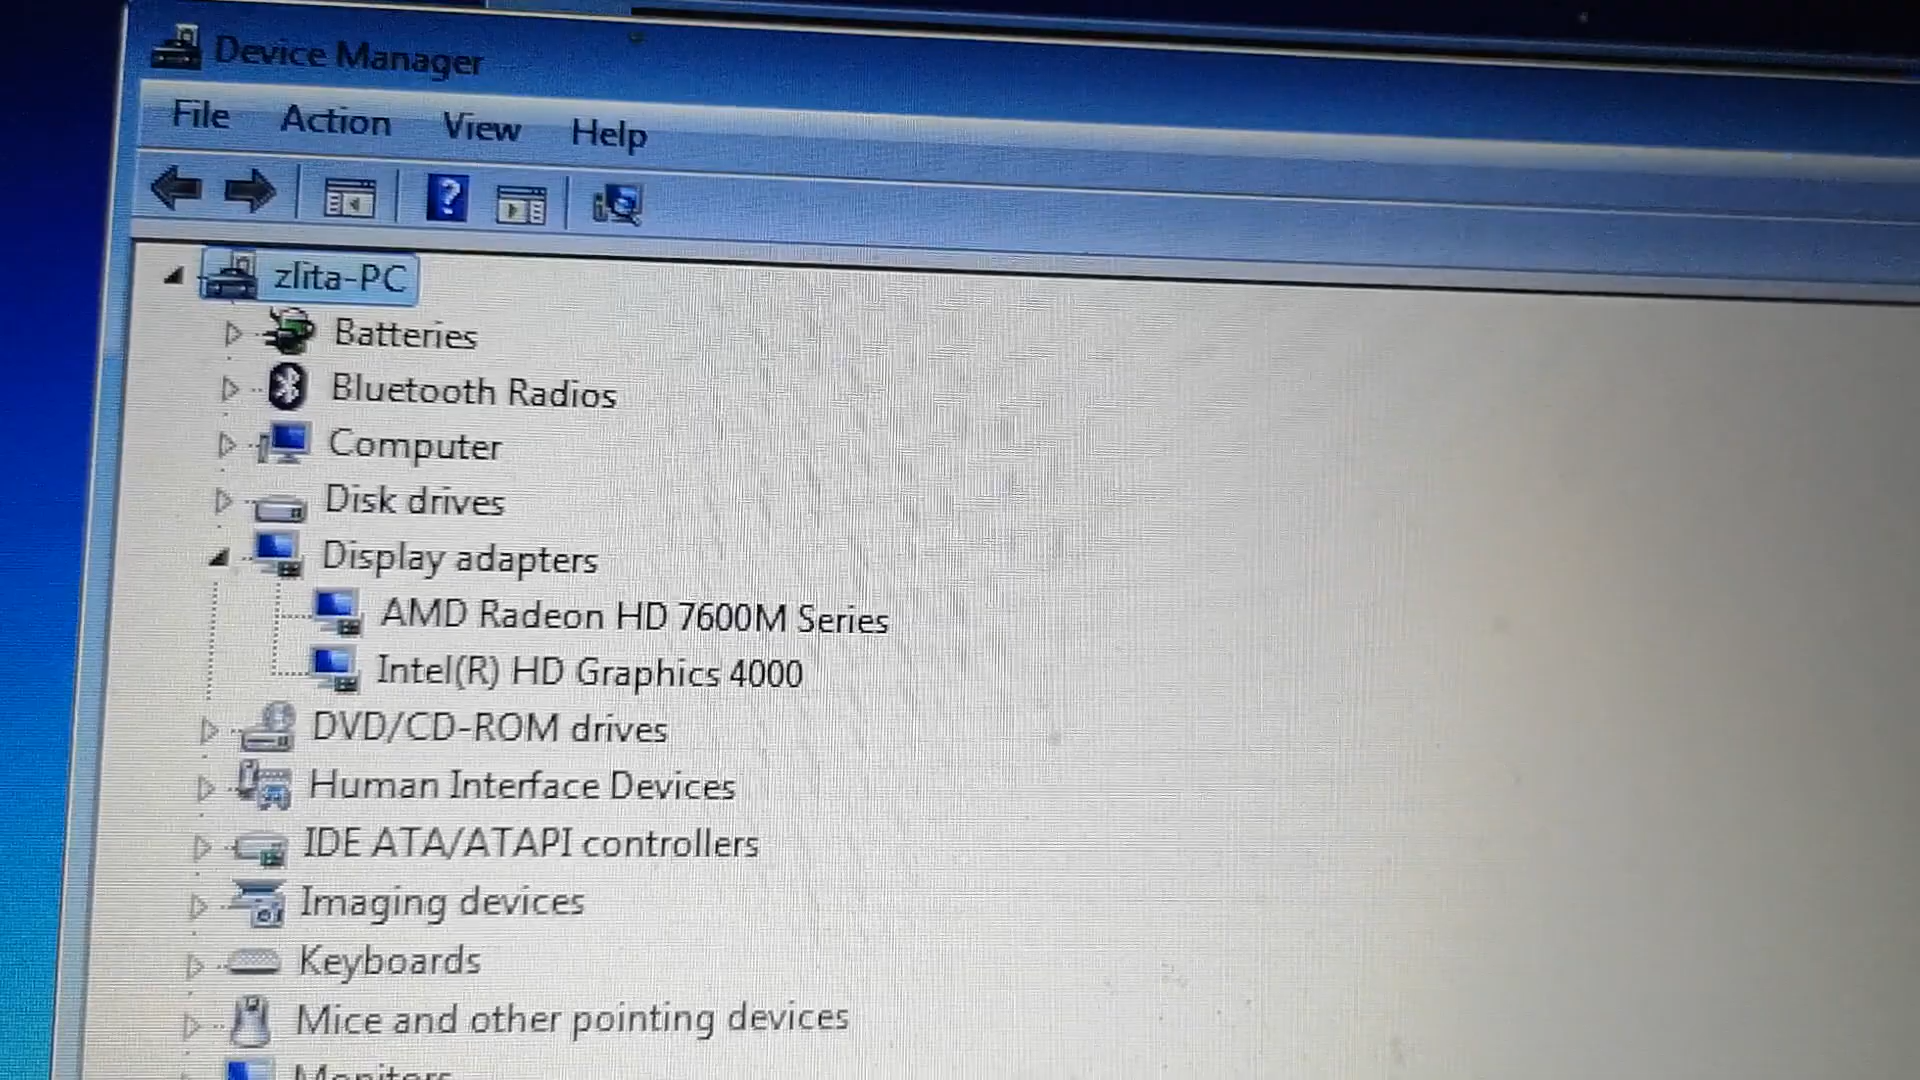 Device Manager
File Action View Help
zlita-PC
Batteries
Bluetooth Radios
Computer
Disk drives
Display adapters
AMD Radeon HD 7600M Series
Intel(R) HD Graphics 4000
DVD/CD-ROM drives
Human Interface Devices
IDE ATA/ATAPI controllers
Imaging devices
Keyboards
Mice and other pointing devices
Monitors